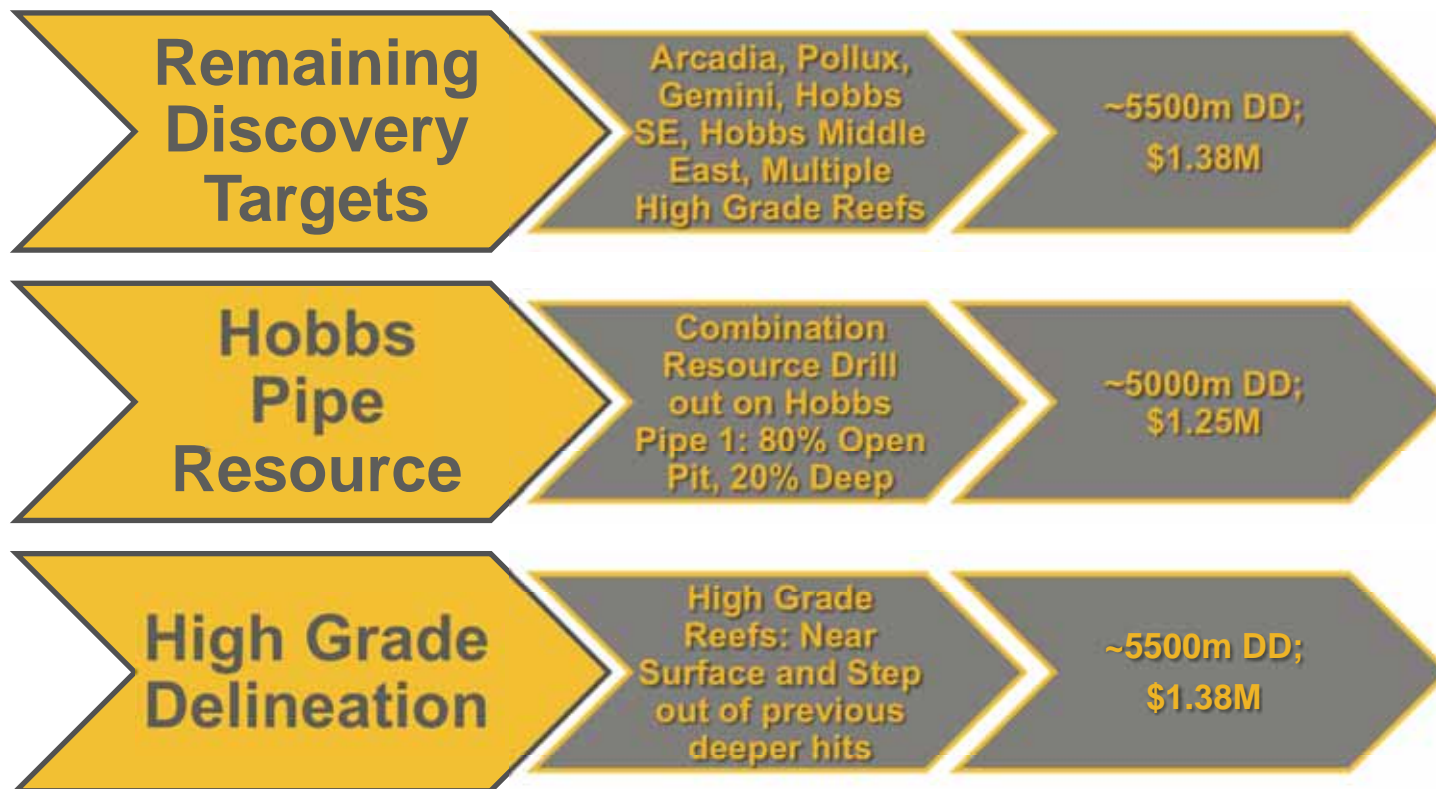 Remaining
Discovery
Targets
Arcadia, Pollux,
Gemini, Hobbs
SE, Hobbs Middle
East, Multiple
High Grade Reefs
~5500m DD;
$1.38M
Hobbs
Pipe
Resource
Combination
Resource Drill
out on Hobbs
Pipe 1: 80% Open
Pit, 20% Deep
~5000m DD;
$1.25M
High Grade
Delineation
High Grade
Reefs: Near
Surface and Step
out of previous
deeper hits
~5500m DD;
$1.38M